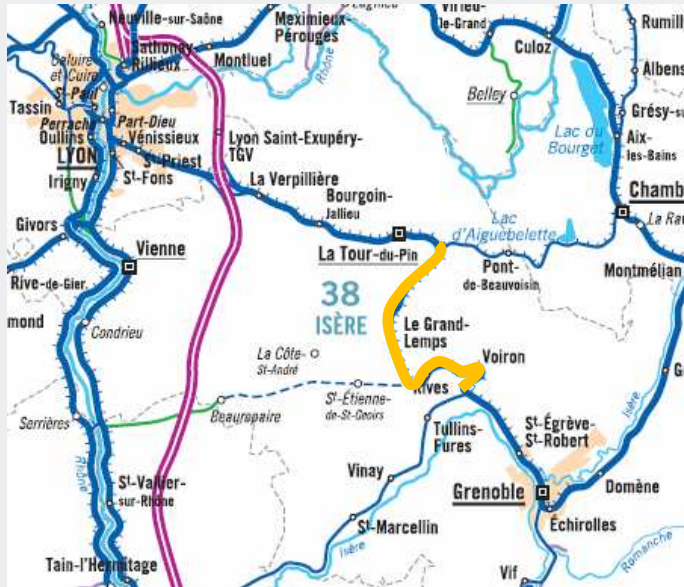 Neuville-sur-Saône
Meximieux-
Pérouges
Virieu-
le-Grand
Rumilly
Sathonay-
Rillieux
Montluel
Culoz
Caluire
et Cuire
St-Paul
Rhône
Albens
Belley
Tassin
Perrache
Part-Dieu
Oullins
Vénissieux
Lyon Saint-Exupéry-
TGV
Lac du
Bourget
Grésy-su
Aix-
les-Bains
LYON
St-Priest
Irigny
St-Fons
La Verpillière
Bourgoin-
Jallieu
Lac
d'Aiguebelette
Chamb
La Rav
Givors
Vienne
La Tour-du-Pin
Pont-
de-Beauvoisin
Montmélian
Rive-de-Gier
38
ISÈRE
mond
Condrieu
Le Grand-
Lemps
La Côte-
St-André
Voiron
Rives
St-Étienne-
de-St-Geoirs
Serrières
Beaurepaire
Tullins-
Fures
St-Égrève-
St-Robert
Isère
Rhône
Vinay
St-Vallier-
sur-Rhône
Grenoble
Domène
Échirolles
St-Marcellin
Isère
Romanche
Tain-l'Hermitage
Vif